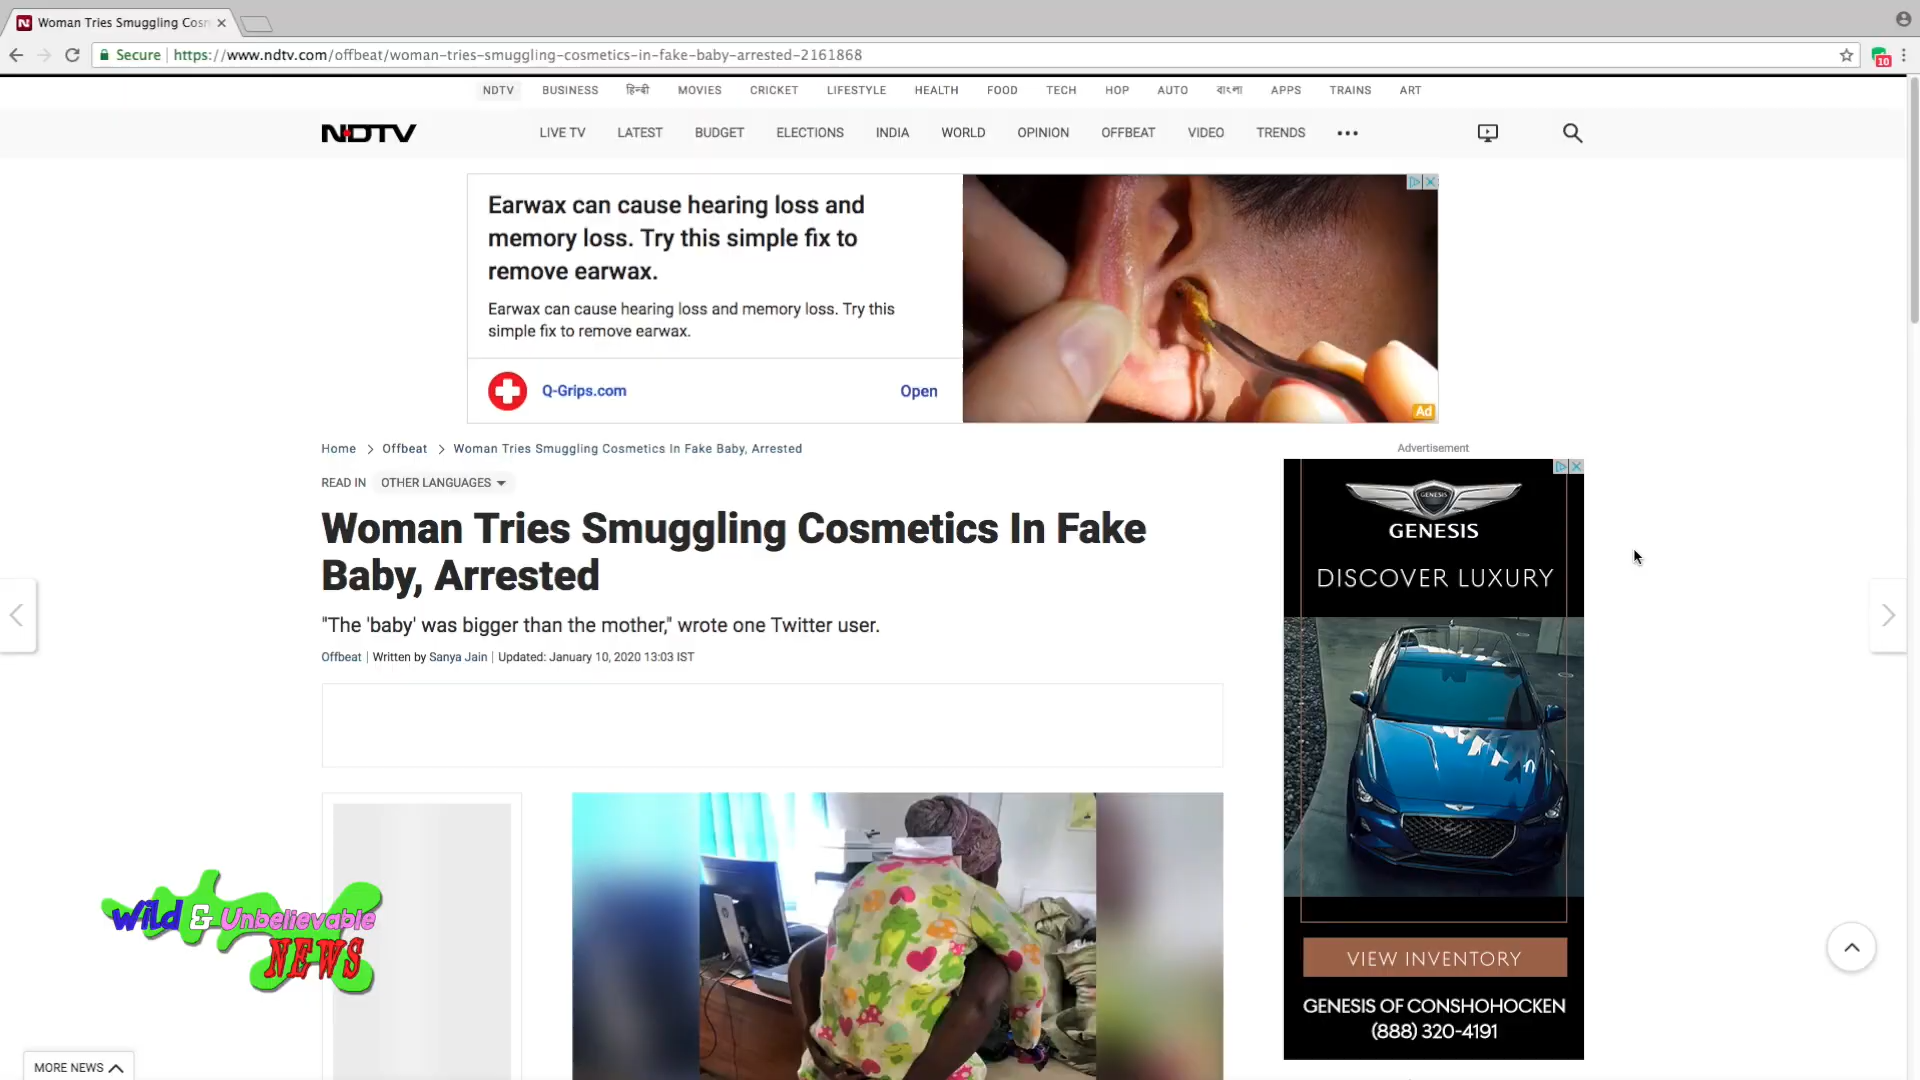 Woman Tries Smuggling Cosm
Secure
https://www.ndtv.com/offbeat/woman-tries-smuggling-cosmetics-in-fake-baby-arrested-2161868
10
NDTV BUSINESS हिन्दी MOVIES CRICKET LIFESTYLE HEALTH FOOD TECH HOP AUTO বাংলা APPS TRAINS ART
NDTV
LIVE TV LATEST BUDGET ELECTIONS INDIA WORLD OPINION OFFBEAT VIDEO TRENDS
Earwax can cause hearing loss and
memory loss. Try this simple fix to
remove earwax.
Earwax can cause hearing loss and memory loss. Try this
simple fix to remove earwax.
Q-Grips.com
Open
Ad
Home > Offbeat > Woman Tries Smuggling Cosmetics In Fake Baby, Arrested
READ IN OTHER LANGUAGES
Woman Tries Smuggling Cosmetics In Fake
Baby, Arrested
"The 'baby' was bigger than the mother," wrote one Twitter user.
Offbeat | Written by Sanya Jain | Updated: January 10, 2020 13:03 IST
Advertisement
GENESIS
GENESIS
DISCOVER LUXURY
VIEW INVENTORY
GENESIS OF CONSHOHOCKEN
(888) 320-4191
Wild & Unbelievable
NEWS
MORE NEWS